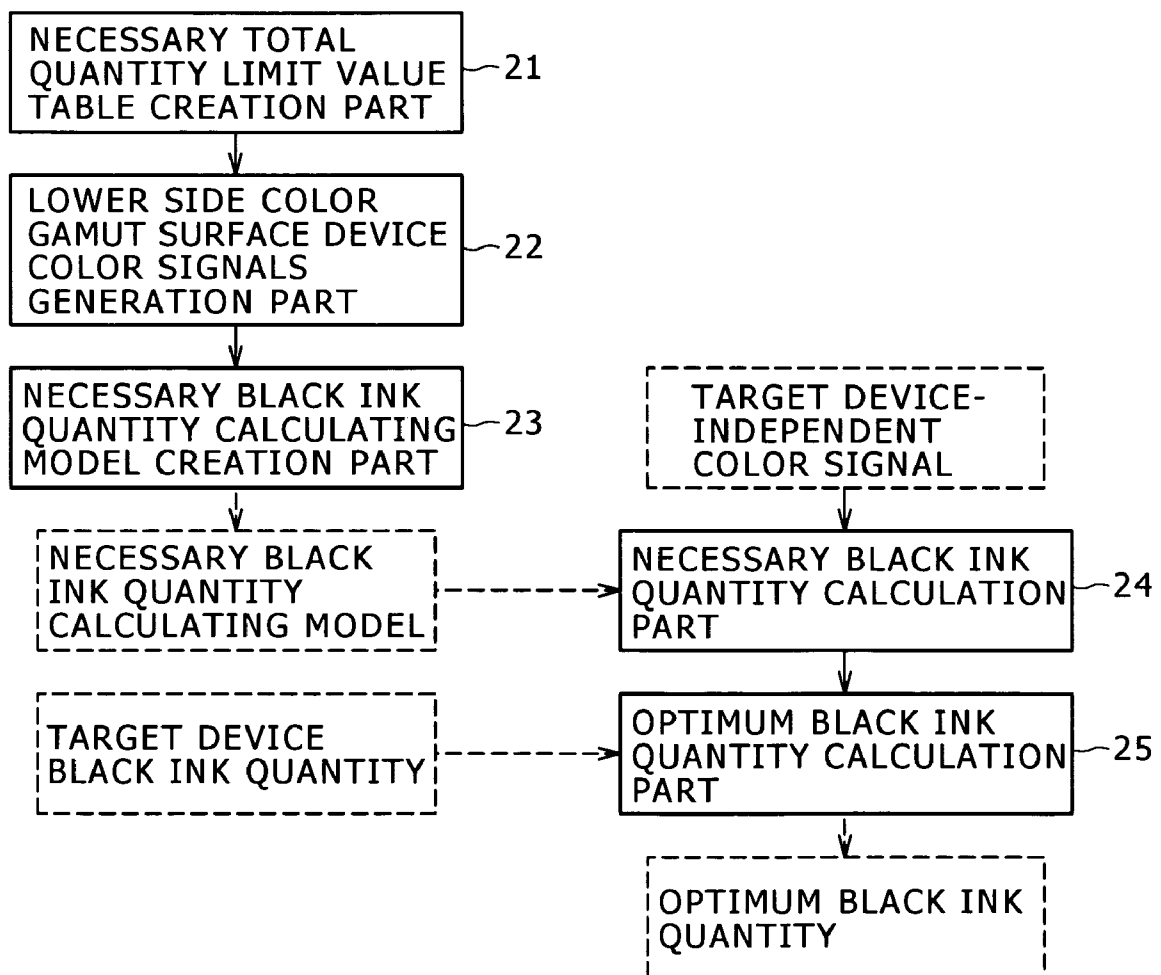 NECESSARY TOTAL
QUANTITY LIMIT VALUE
TABLE CREATION PART
21
LOWER SIDE COLOR
GAMUT SURFACE DEVICE
COLOR SIGNALS
GENERATION PART
22
NECESSARY BLACK INK
QUANTITY CALCULATING
MODEL CREATION PART
23
TARGET DEVICE-
INDEPENDENT
COLOR SIGNAL
NECESSARY BLACK
INK QUANTITY
CALCULATING MODEL
NECESSARY BLACK INK
QUANTITY CALCULATION
PART
24
TARGET DEVICE
BLACK INK QUANTITY
OPTIMUM BLACK INK
QUANTITY CALCULATION
PART
25
OPTIMUM BLACK INK
QUANTITY